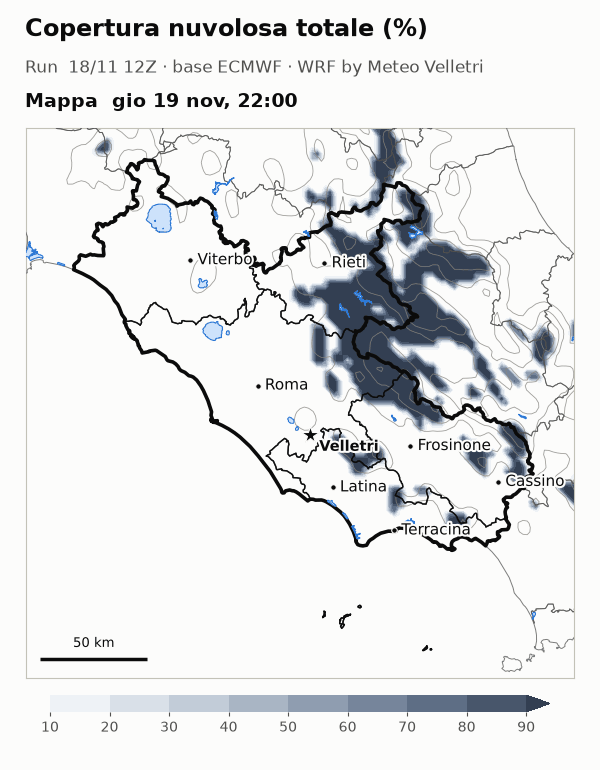 Copertura nuvolosa totale (%)
Run  18/11 12Z · base ECMWF · WRF by Meteo Velletri
Mappa  gio 19 nov, 22:00
Viterbo
Rieti
Roma
Velletri
Frosinone
Latina
Cassino
Terracina
50 km
10 20 30 40 50 60 70 80 90